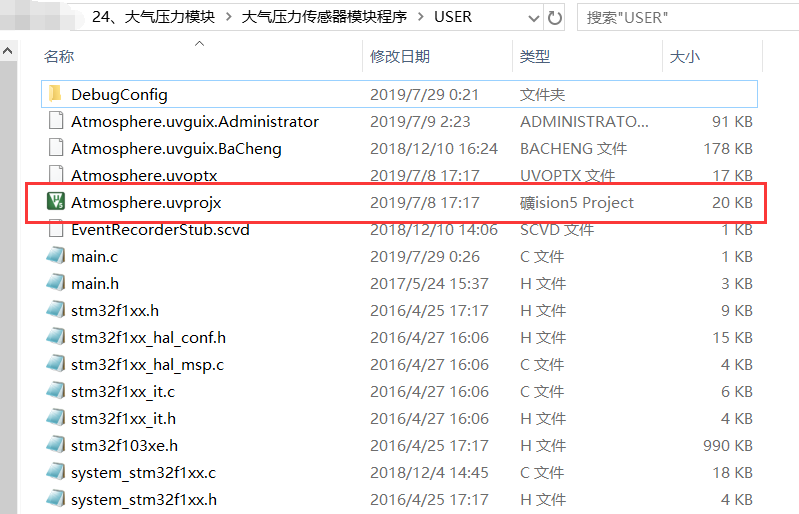 24、大气压力模块 > 大气压力传感器模块程序 > USER 搜索"USER"
名称 修改日期 类型 大小
DebugConfig 2019/7/29 0:21 文件夹
Atmosphere.uvguix.Administrator 2019/7/9 2:23 ADMINISTRATO... 91 KB
Atmosphere.uvguix.BaCheng 2018/12/10 16:24 BACHENG 文件 178 KB
Atmosphere.uvoptx 2019/7/8 17:17 UVOPTX 文件 17 KB
Atmosphere.uvprojx 2019/7/8 17:17 礦ision5 Project 20 KB
EventRecorderStub.scvd 2018/12/10 14:06 SCVD 文件 1 KB
main.c 2019/7/29 0:26 C 文件 1 KB
main.h 2017/5/24 15:37 H 文件 3 KB
stm32f1xx.h 2016/4/25 17:17 H 文件 9 KB
stm32f1xx_hal_conf.h 2016/4/27 16:06 H 文件 15 KB
stm32f1xx_hal_msp.c 2016/4/27 16:06 C 文件 4 KB
stm32f1xx_it.c 2016/4/27 16:06 C 文件 6 KB
stm32f1xx_it.h 2016/4/27 16:06 H 文件 4 KB
stm32f103xe.h 2016/4/25 17:17 H 文件 990 KB
system_stm32f1xx.c 2018/12/4 14:45 C 文件 18 KB
system_stm32f1xx.h 2016/4/25 17:17 H 文件 4 KB